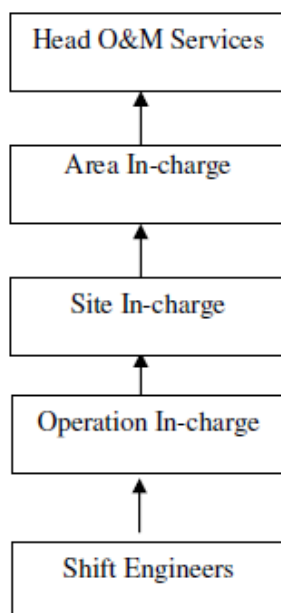 Head O&M Services
Area In-charge
Site In-charge
Operation In-charge
Shift Engineers